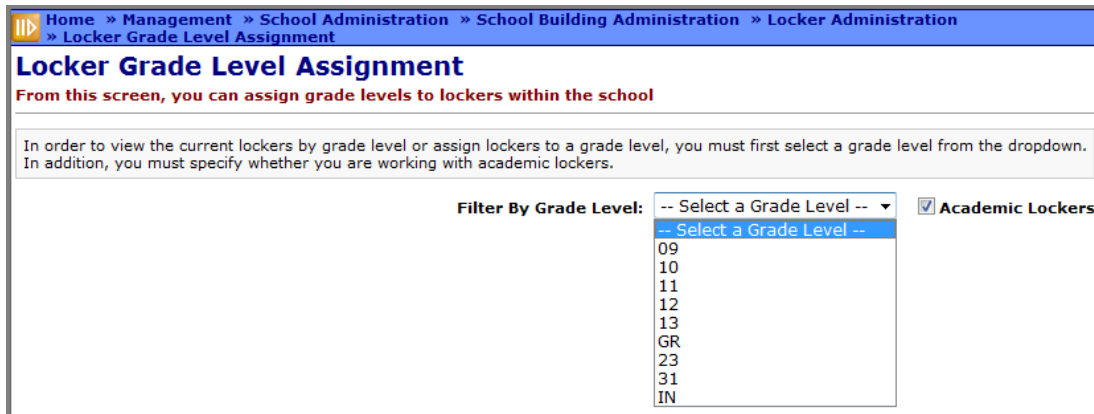 Home » Management » School Administration » School Building Administration » Locker Administration
» Locker Grade Level Assignment
Locker Grade Level Assignment
From this screen, you can assign grade levels to lockers within the school
In order to view the current lockers by grade level or assign lockers to a grade level, you must first select a grade level from the dropdown.
In addition, you must specify whether you are working with academic lockers.
Filter By Grade Level: -- Select a Grade Level -- Academic Lockers
-- Select a Grade Level --
09
10
11
12
13
GR
23
31
IN